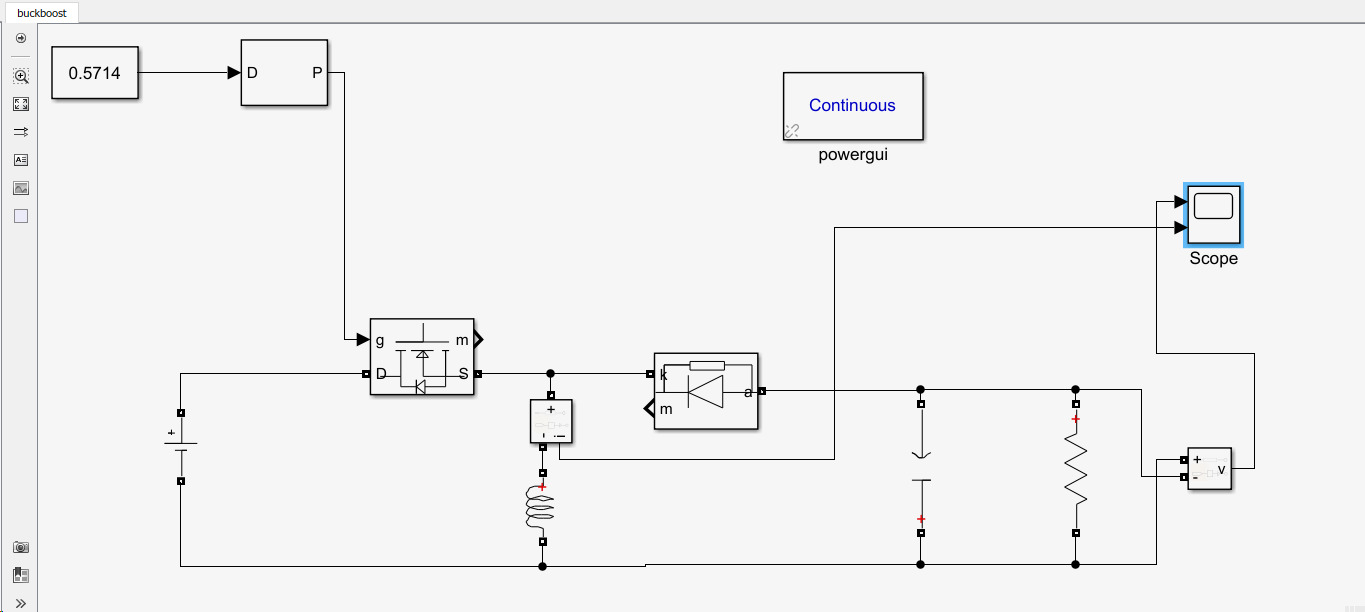 buckboost
0.5714
D P
Continuous
powergui
Scope
g m
D S
k a
m
+
+
-
i
+
v
-
+
+
+